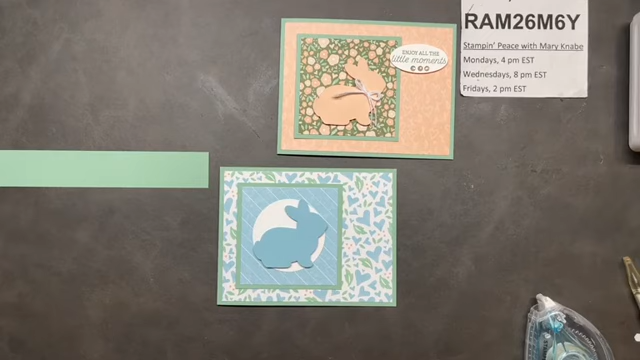 RAM26M6Y
Stampin' Peace with Mary Knabe
Mondays, 4 pm EST
Wednesdays, 8 pm EST
Fridays, 2 pm EST
ENJOY ALL THE
little moments